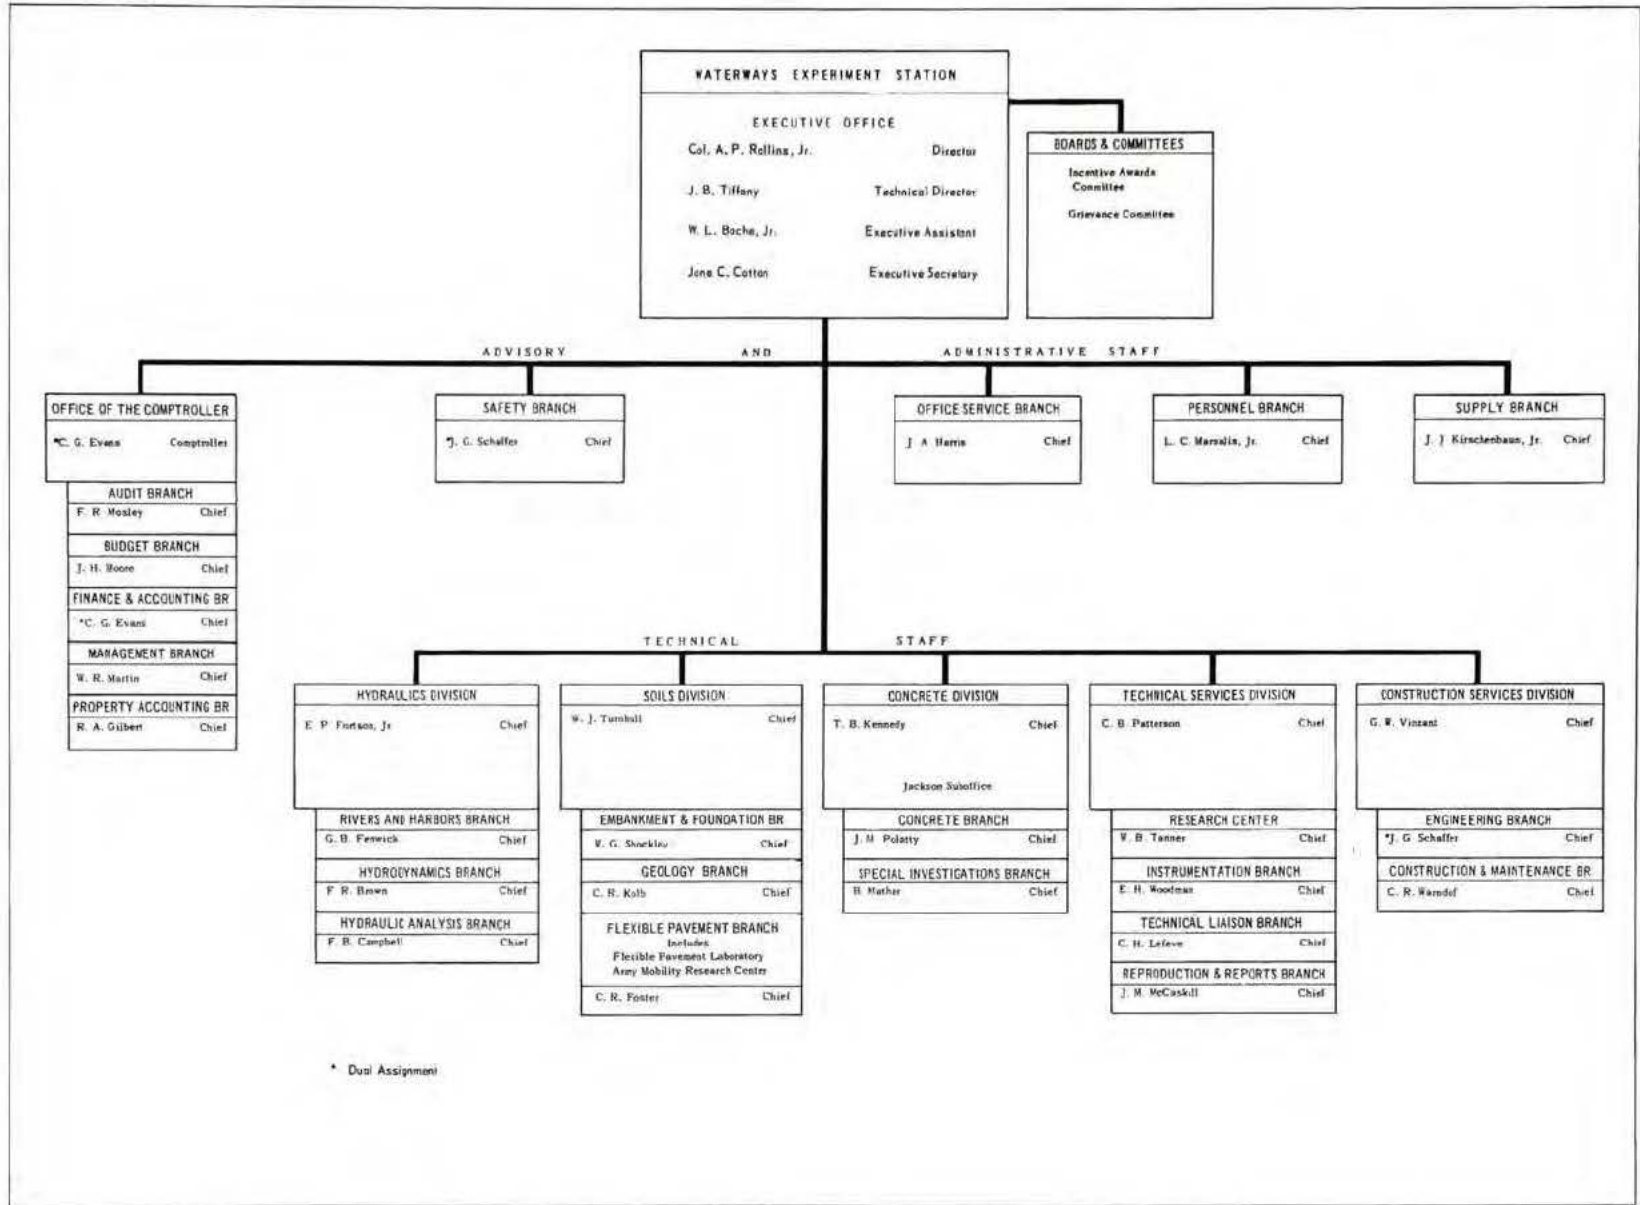 WATERWAYS EXPERIMENT STATION
EXECUTIVE OFFICE
Col. A. P. Rollins, Jr. Director
J. B. Tiffany Technical Director
W. L. Bache, Jr. Executive Assistant
Jane C. Cotton Executive Secretary
BOARDS & COMMITTEES
Incentive Awards
Committee
Grievance Committee
ADVISORY AND ADMINISTRATIVE STAFF
OFFICE OF THE COMPTROLLER
*C. G. Evans Comptroller
AUDIT BRANCH
F. R. Mosley Chief
BUDGET BRANCH
J. H. Moore Chief
FINANCE & ACCOUNTING BR
*C. G. Evans Chief
MANAGEMENT BRANCH
W. R. Martin Chief
PROPERTY ACCOUNTING BR
R. A. Gilbert Chief
SAFETY BRANCH
*J. G. Schaffer Chief
OFFICE SERVICE BRANCH
J A Harris Chief
PERSONNEL BRANCH
L. C. Marsalis, Jr. Chief
SUPPLY BRANCH
J. J Kirschenbaum, Jr. Chief
TECHNICAL STAFF
HYDRAULICS DIVISION
E P Fortson, Jr Chief
RIVERS AND HARBORS BRANCH
G. B. Fenwick Chief
HYDRODYNAMICS BRANCH
F R. Brown Chief
HYDRAULIC ANALYSIS BRANCH
F. B. Campbell Chief
SOILS DIVISION
W. J. Turnbull Chief
EMBANKMENT & FOUNDATION BR
W. G. Shockley Chief
GEOLOGY BRANCH
C. R. Kolb Chief
FLEXIBLE PAVEMENT BRANCH
Includes
Flexible Pavement Laboratory
Army Mobility Research Center
C. R. Foster Chief
CONCRETE DIVISION
T. B. Kennedy Chief
Jackson Suboffice
CONCRETE BRANCH
J. M Polatty Chief
SPECIAL INVESTIGATIONS BRANCH
B. Mather Chief
TECHNICAL SERVICES DIVISION
C. B. Patterson Chief
RESEARCH CENTER
W. B. Tanner Chief
INSTRUMENTATION BRANCH
E. H. Woodman Chief
TECHNICAL LIAISON BRANCH
C. H. Lefeve Chief
REPRODUCTION & REPORTS BRANCH
J. M. McCaskill Chief
CONSTRUCTION SERVICES DIVISION
G. W. Vinzant Chief
ENGINEERING BRANCH
*J. G Schaffer Chief
CONSTRUCTION & MAINTENANCE BR
C. R. Warndof Chief
* Dual Assignment